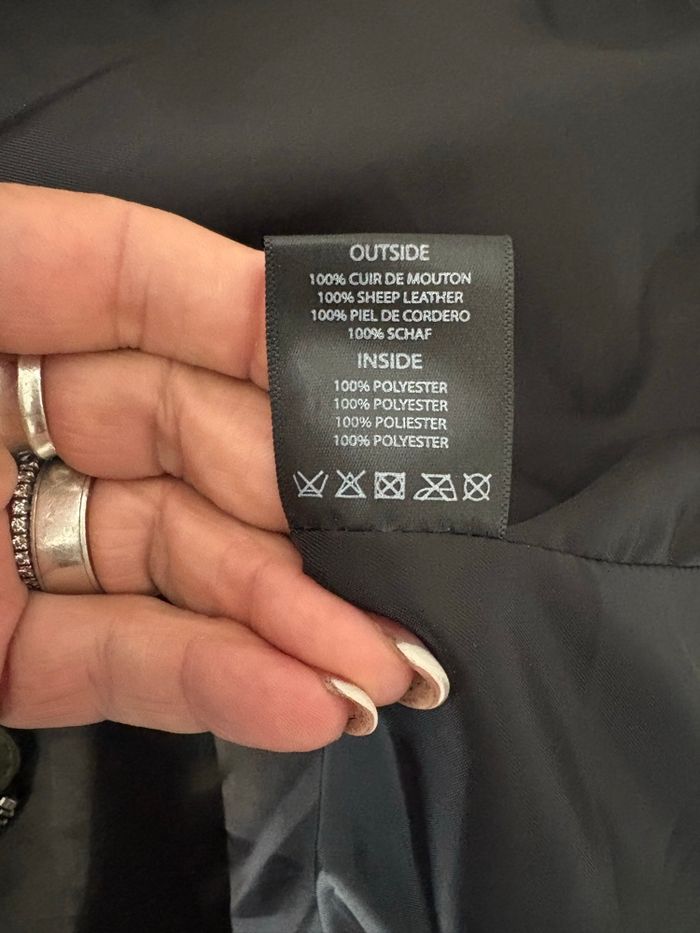 OUTSIDE
100% CUIR DE MOUTON
100% SHEEP LEATHER
100% PIEL DE CORDERO
100% SCHAF
INSIDE
100% POLYESTER
100% POLYESTER
100% POLIESTER
100% POLYESTER